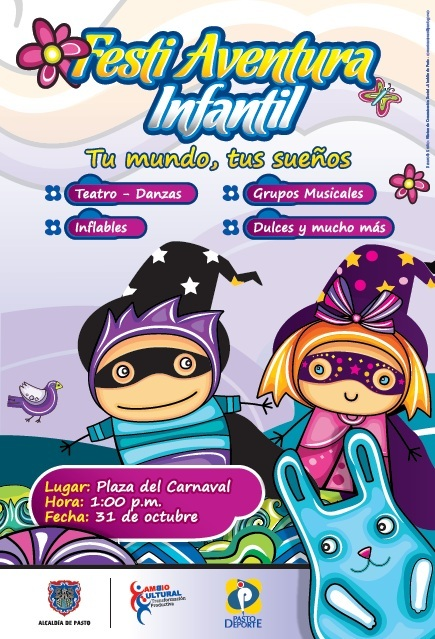 Festi Aventura
Infantil
Tu mundo, tus sueños
Teatro - Danzas
Grupos Musicales
Inflables
Dulces y mucho más
Lugar: Plaza del Carnaval
Hora: 1:00 p.m.
Fecha: 31 de octubre
ALCALDÍA DE PASTO
CAMBIO
CULTURAL
Transformación
Productiva
PASTO
DEPORTE